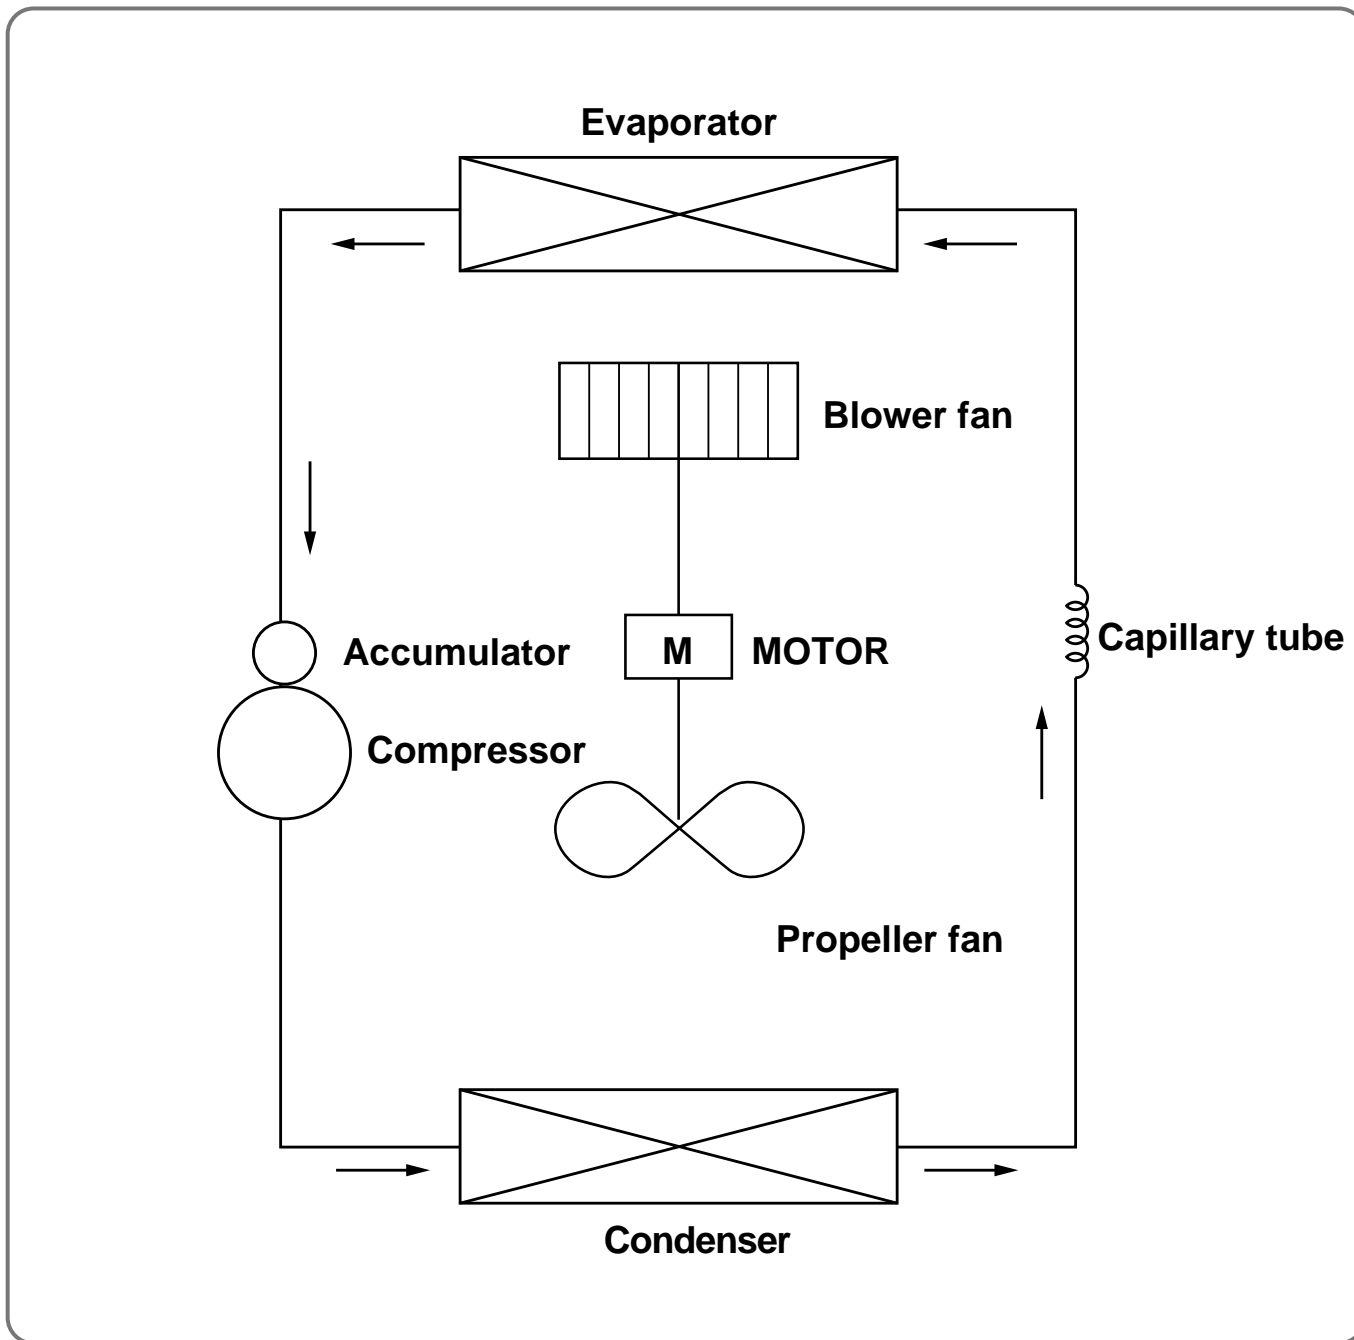 Evaporator
Blower fan
Capillary tube
Accumulator
M
MOTOR
Compressor
Propeller fan
Condenser